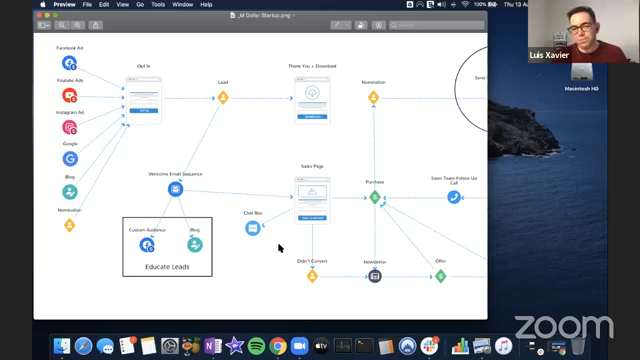 Preview File Edit View Go Tools Window Help
Thu 13 A
_M Dollar Startup.png
Search
Luis Xavier
Macintosh HD
Facebook Ad
Youtube Ads
Instagram Ad
Google
Blog
Nomination
Opt In
Lead
Thank You + Download
Nomination
Send
Welcome Email Sequence
Sales Page
Purchase
Sales Team Follow Up
Call
Chat Box
Custom Audience
Blog
Educate Leads
Didn't Convert
Newsletter
Offer
zoom